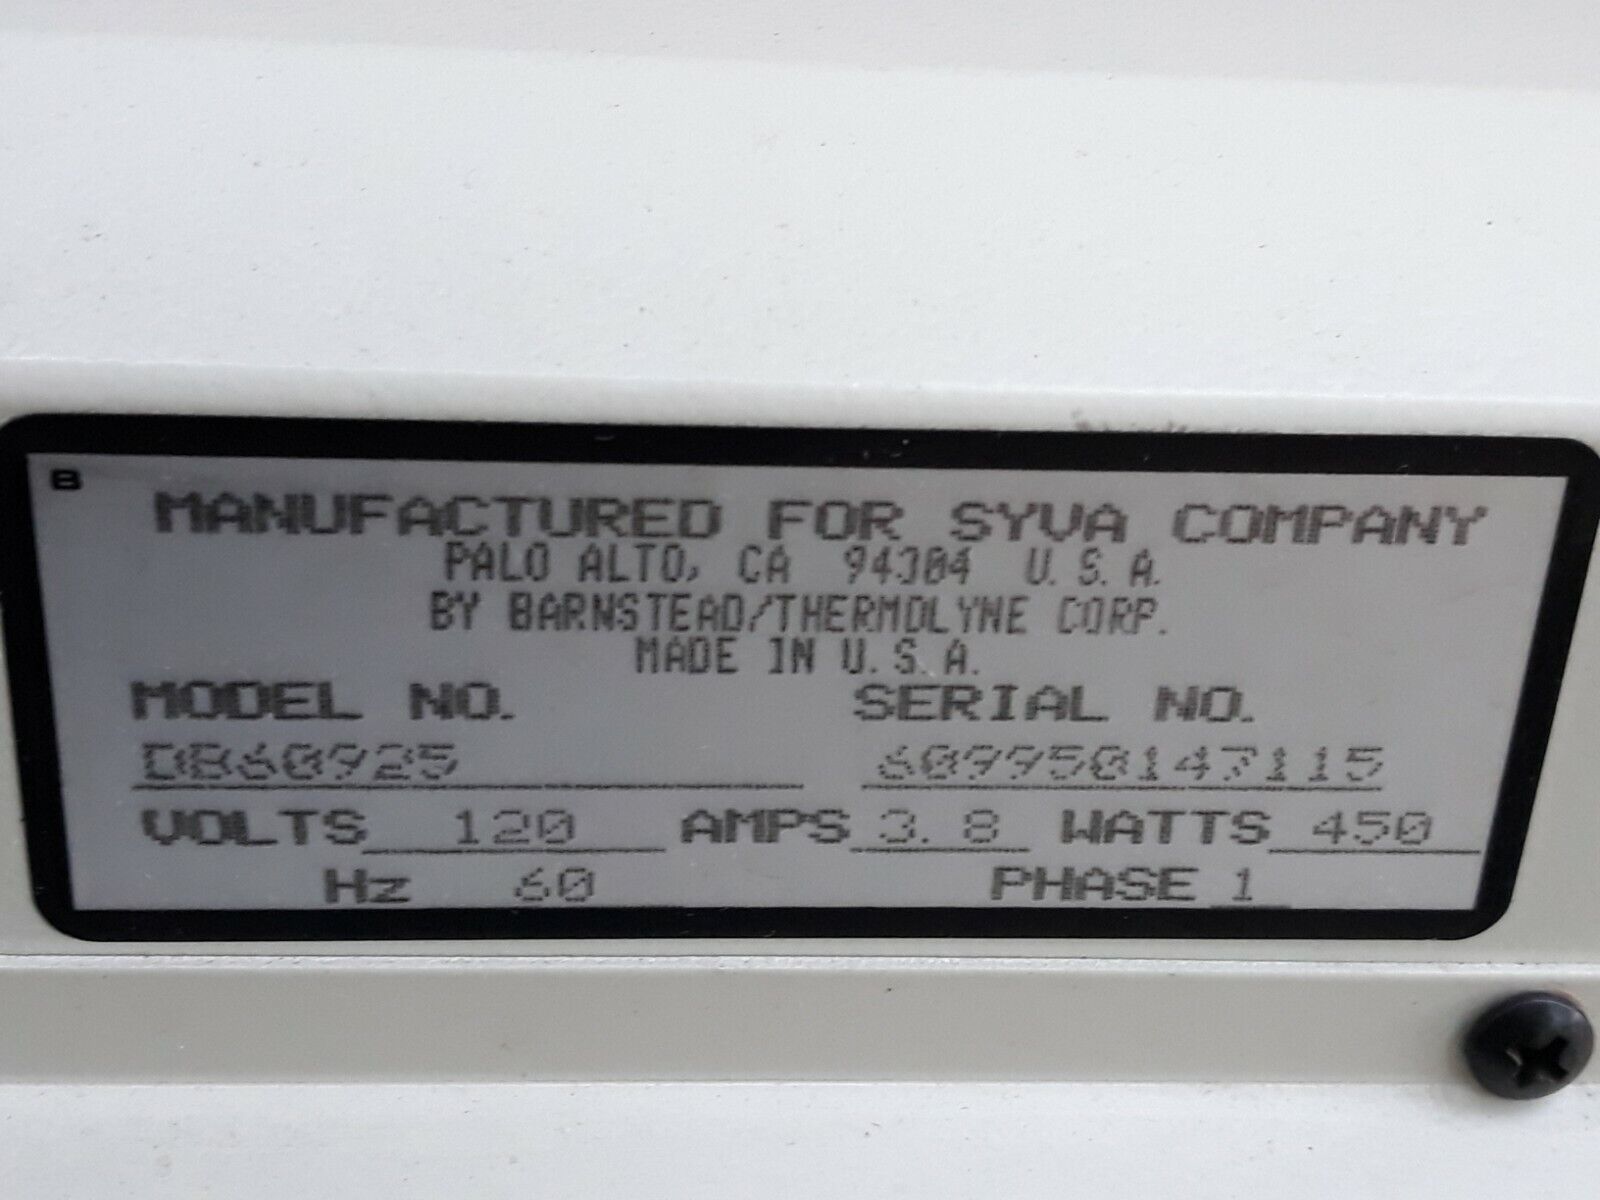 B
MANUFACTURED FOR SYVA COMPANY
PALO ALTO, CA 94304 U.S.A.
BY BARNSTEAD/THERMOLYNE CORP.
MADE IN U.S.A.
MODEL NO. SERIAL NO.
DB60925 609950147115
VOLTS 120 AMPS 3.8 WATTS 450
Hz 60 PHASE 1